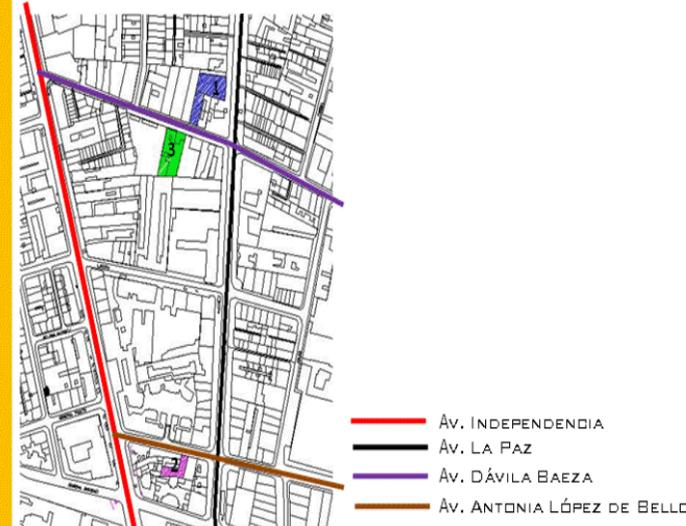 1
3
2
Av. Independencia
Av. La Paz
Av. Dávila Baeza
Av. Antonia López de Bello